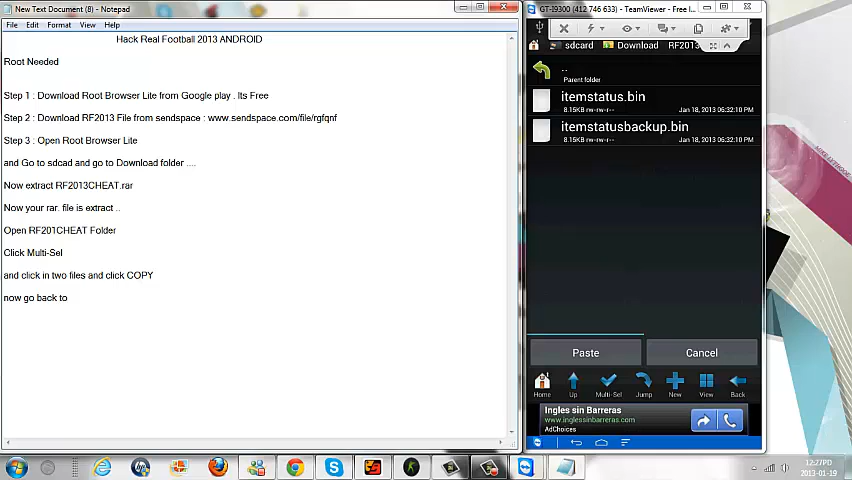 New Text Document (8) - Notepad
File Edit Format View Help
Hack Real Football 2013 ANDROID
Root Needed
Step 1 : Download Root Browser Lite from Google play . Its Free
Step 2 : Download RF2013 File from sendspace : www.sendspace.com/file/rgfqnf
Step 3 : Open Root Browser Lite
and Go to sdcad and go to Download folder ....
Now extract RF2013CHEAT.rar
Now your rar. file is extract ..
Open RF201CHEAT Folder
Click Multi-Sel
and click in two files and click COPY
now go back to
GT-I9300 (412 746 633) - TeamViewer - Free l...
sdcard Download RF2013
..
Parent folder
itemstatus.bin
8.15KB rw-rw-r-- Jan 18, 2013 06:32:10 PM
itemstatusbackup.bin
8.15KB rw-rw-r-- Jan 18, 2013 06:32:10 PM
Paste Cancel
Home Up Multi-Sel Jump New View Back
Ingles sin Barreras
www.inglessinbarreras.com
AdChoices
12:27PD
2013-01-19